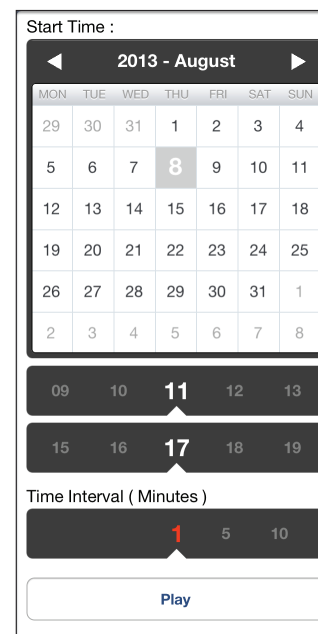 Start Time :
2013 - August
MON TUE WED THU FRI SAT SUN
29 30 31 1 2 3 4
5 6 7 8 9 10 11
12 13 14 15 16 17 18
19 20 21 22 23 24 25
26 27 28 29 30 31 1
2 3 4 5 6 7 8
09 10 11 12 13
15 16 17 18 19
Time Interval ( Minutes )
1 5 10
Play